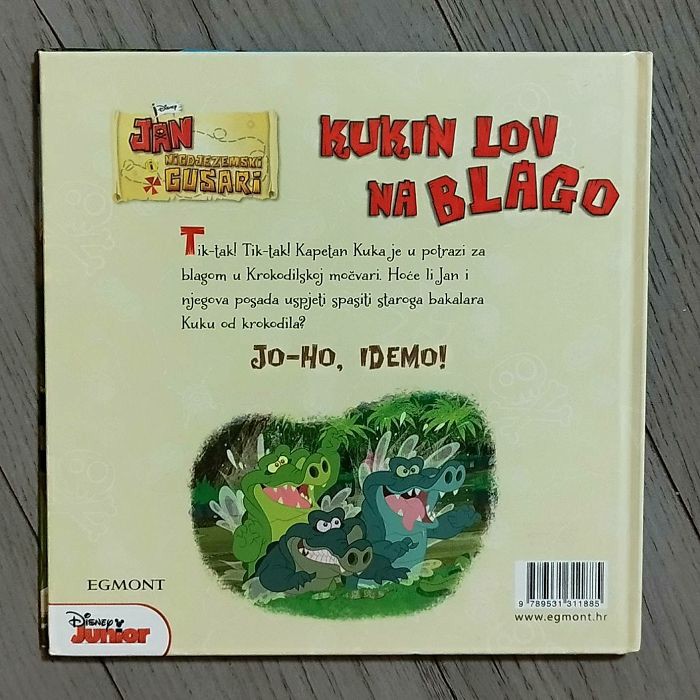 Disney
JAN
NIGDJEZEMSKI
GUSARI
KUKIN LOV
NA BLAGO
Tik-tak! Tik-tak! Kapetan Kuka je u potrazi za
blagom u Krokodilskoj močvari. Hoće li Jan i
njegova posada uspjeti spasiti staroga bakalara
Kuku od krokodila?
JO-HO, IDEMO!
EGMONT
Disney
Junior
9 789531 311885
www.egmont.hr